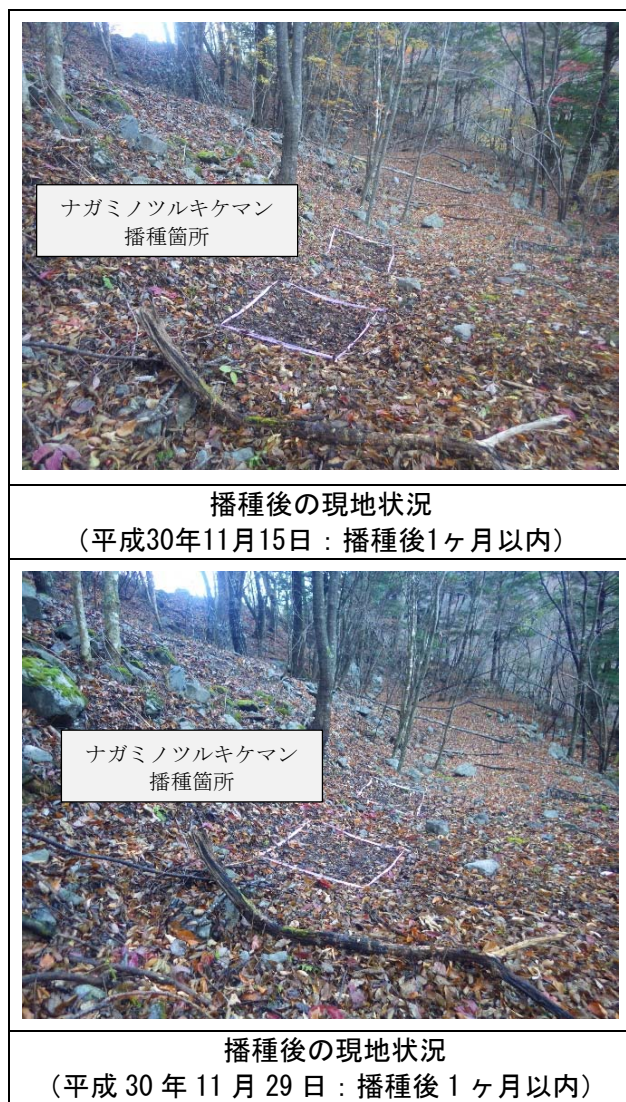 ナガミノツルキケマン
播種箇所
播種後の現地状況
（平成30年11月15日：播種後1ヶ月以内）
ナガミノツルキケマン
播種箇所
播種後の現地状況
（平成 30 年 11 月 29 日：播種後 1 ヶ月以内）